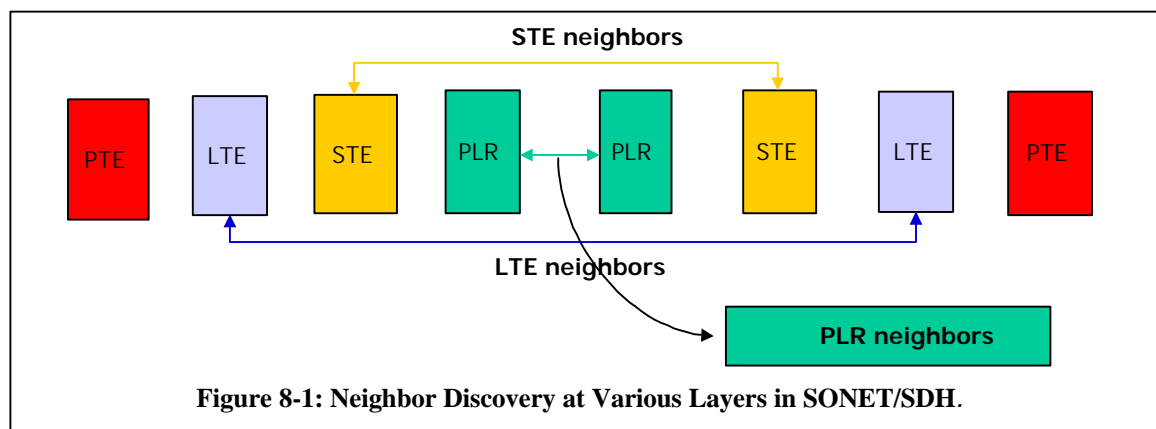 STE neighbors
PTE
LTE
STE
PLR
PLR
STE
LTE
PTE
LTE neighbors
PLR neighbors
Figure 8-1: Neighbor Discovery at Various Layers in SONET/SDH.